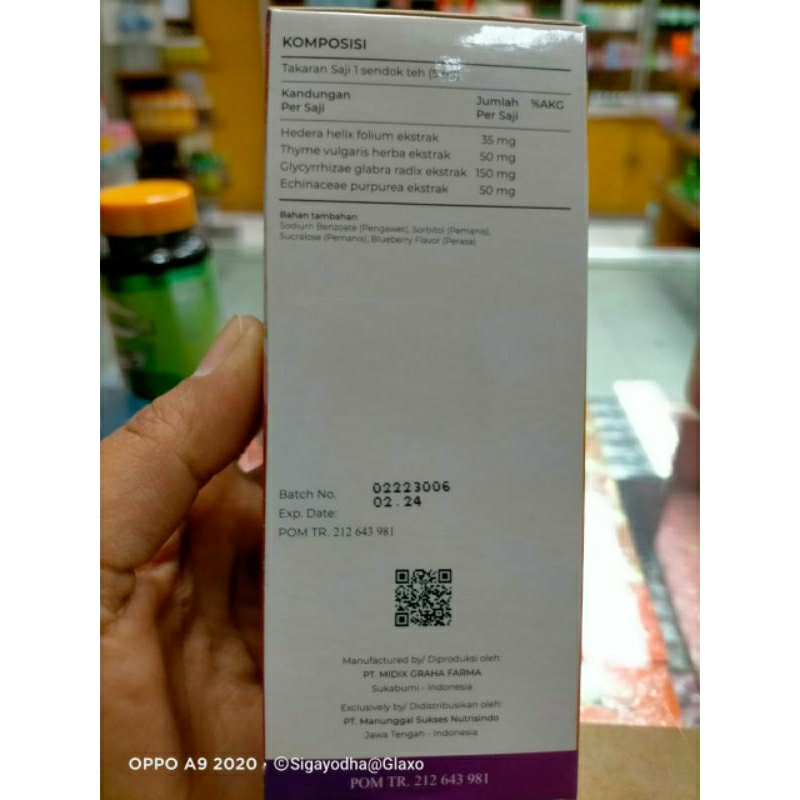 KOMPOSISI
Takaran Saji 1 sendok teh
Kandungan Per Saji Jumlah Per Saji %AKG
Hedera helix folium ekstrak 35 mg
Thyme vulgaris herba ekstrak 50 mg
Glycyrrhizae glabra radix ekstrak 150 mg
Echinaceae purpurea ekstrak 50 mg
Bahan tambahan:
Sodium Benzoate (Pengawet), Sorbitol (Pemanis),
Sucralose (Pemanis), Blueberry Flavor (Perasa)
Batch No. 02223006
Exp. Date: 02.24
POM TR. 212 643 981
Manufactured by/ Diproduksi oleh:
PT. MIDIX GRAHA FARMA
Sukabumi - Indonesia
Exclusively by/ Didistribusikan oleh:
PT. Manunggal Sukses Nutrisindo
Jawa Tengah - Indonesia
POM TR. 212 643 981
OPPO A9 2020 · ©Sigayodha@Glaxo